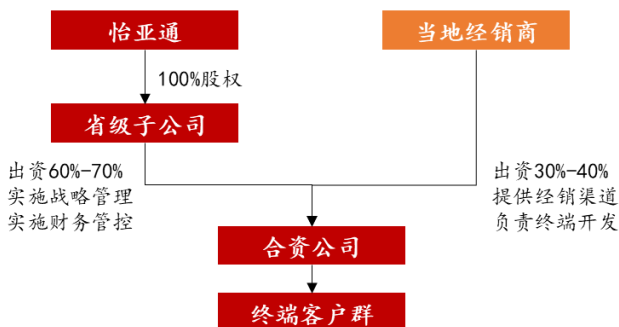 怡亚通
当地经销商
100%股权
省级子公司
出资60%-70%
实施战略管理
实施财务管控
出资30%-40%
提供经销渠道
负责终端开发
合资公司
终端客户群